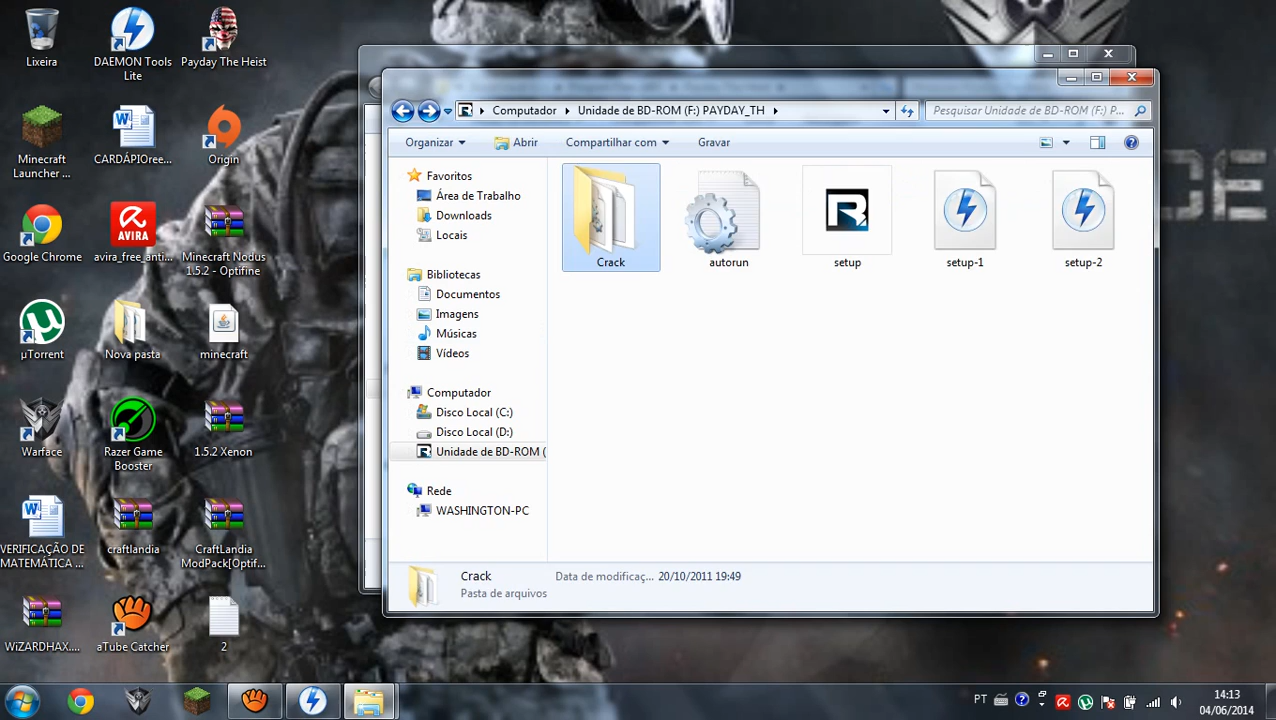 Lixeira
DAEMON Tools
Lite
Payday The Heist
Minecraft
Launcher ...
CARDÁPIOree...
Origin
Google Chrome
AVIRA
avira_free_anti...
Minecraft Nodus
1.5.2 - Optifine
µTorrent
Nova pasta
minecraft
Warface
Razer Game
Booster
1.5.2 Xenon
VERIFICAÇÃO DE
MATEMÁTICA ...
craftlandia
CraftLandia
ModPack[Optif...
WiZARDHAX....
aTube Catcher
2
Computador
Unidade de BD-ROM (F:) PAYDAY_TH
Pesquisar Unidade de BD-ROM (F:) P...
Organizar
Abrir
Compartilhar com
Gravar
Favoritos
Área de Trabalho
Downloads
Locais
Bibliotecas
Documentos
Imagens
Músicas
Vídeos
Computador
Disco Local (C:)
Disco Local (D:)
Unidade de BD-ROM (
Rede
WASHINGTON-PC
Crack
autorun
setup
setup-1
setup-2
Crack
Data de modificaç... 20/10/2011 19:49
Pasta de arquivos
PT
14:13
04/06/2014